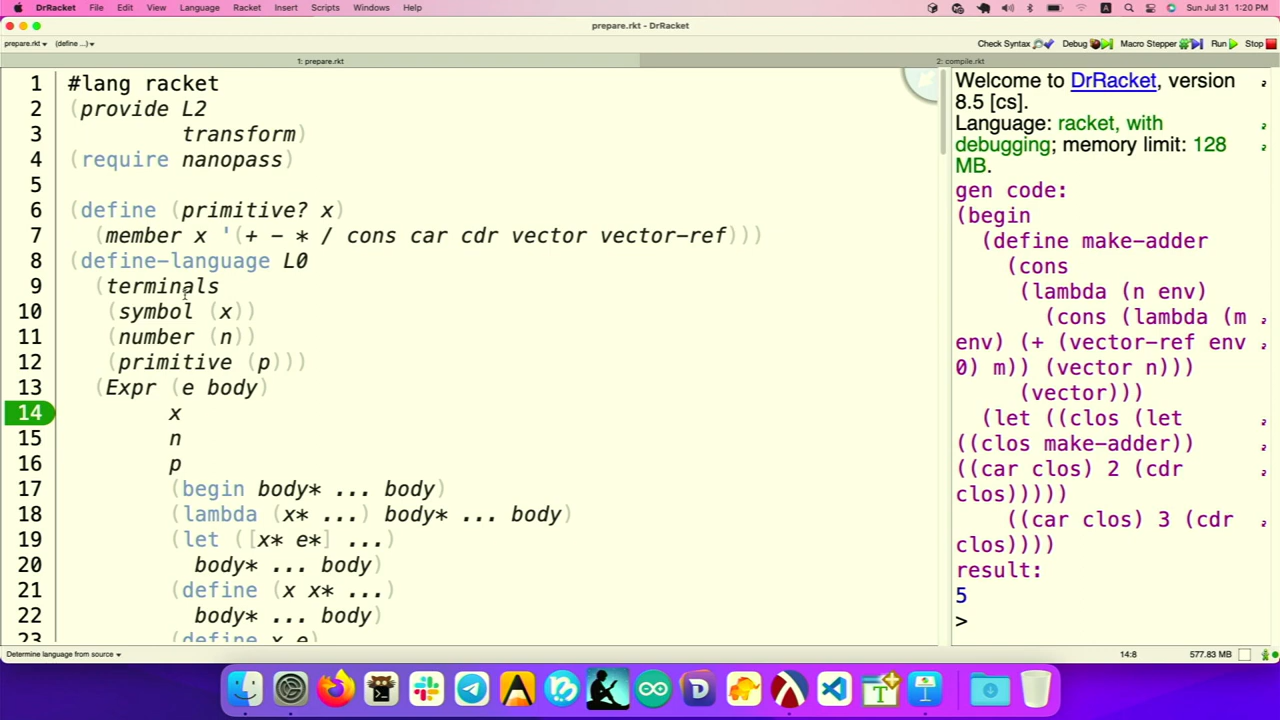 DrRacket File Edit View Language Racket Insert Scripts Windows Help
Sun Jul 31 1:20 PM
prepare.rkt - DrRacket
prepare.rkt (define ...) Check Syntax Debug Macro Stepper Run Stop
1: prepare.rkt
2: compile.rkt
1 #lang racket
2 (provide L2
3 transform)
4 (require nanopass)
5
6 (define (primitive? x)
7 (member x '(+ - * / cons car cdr vector vector-ref)))
8 (define-language L0
9 (terminals
10 (symbol (x))
11 (number (n))
12 (primitive (p)))
13 (Expr (e body)
14 x
15 n
16 p
17 (begin body* ... body)
18 (lambda (x* ...) body* ... body)
19 (let ([x* e*] ...)
20 body* ... body)
21 (define (x x* ...)
22 body* ... body)
23 (define x e)
Welcome to DrRacket, version
8.5 [cs].
Language: racket, with
debugging; memory limit: 128
MB.
gen code:
(begin
(define make-adder
(cons
(lambda (n env)
(cons (lambda (m
env) (+ (vector-ref env
0) m)) (vector n)))
(vector)))
(let ((clos (let
((clos make-adder))
((car clos) 2 (cdr
clos)))))
((car clos) 3 (cdr
clos))))
result:
5
>
Determine language from source 14:8 577.83 MB